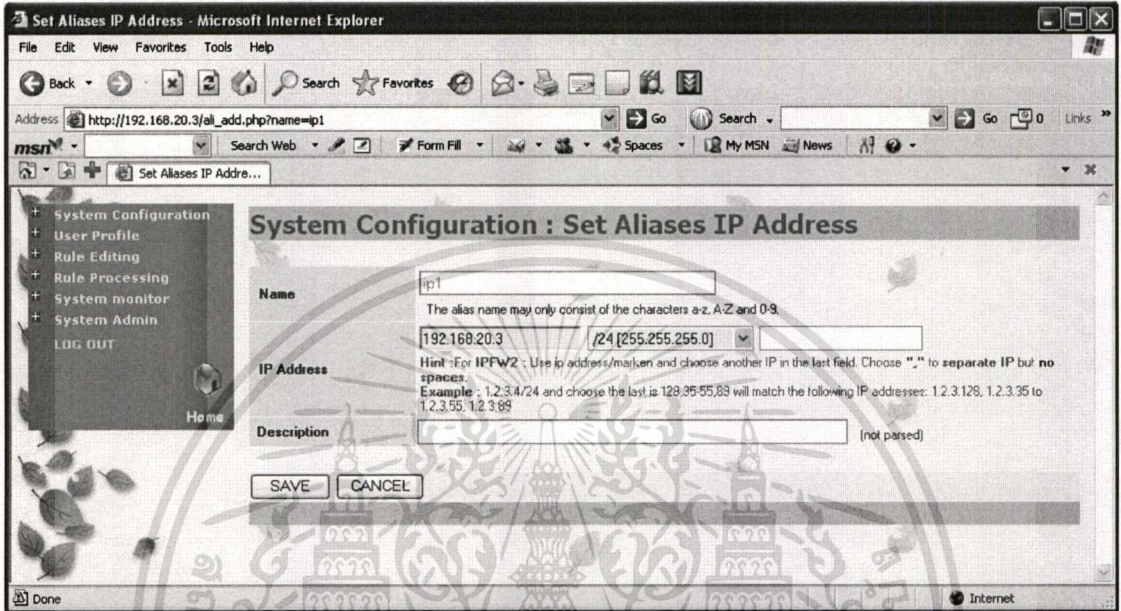 Set Aliases IP Address - Microsoft Internet Explorer
File Edit View Favorites Tools Help
Back Search Favorites
Address http://192.168.20.3/ali_add.php?name=ip1 Go Search Go 0 Links »
msn Search Web Form Fill Spaces My MSN News
Set Aliases IP Addre...
System Configuration
User Profile
Rule Editing
Rule Processing
System monitor
System Admin
LOG OUT
Home
System Configuration : Set Aliases IP Address
Name ip1
The alias name may only consist of the characters a-z, A-Z and 0-9.
IP Address 192.168.20.3 /24 [255.255.255.0]
Hint :For IPFW2 : Use ip address/marken and choose another IP in the last field. Choose "," to separate IP but no
spaces.
Example : 1.2.3.4/24 and choose the last is 128,35-55,89 will match the following IP addresses: 1.2.3.128, 1.2.3.35 to
1.2.3.55, 1.2.3.89
Description (not parsed)
SAVE CANCEL
Done Internet